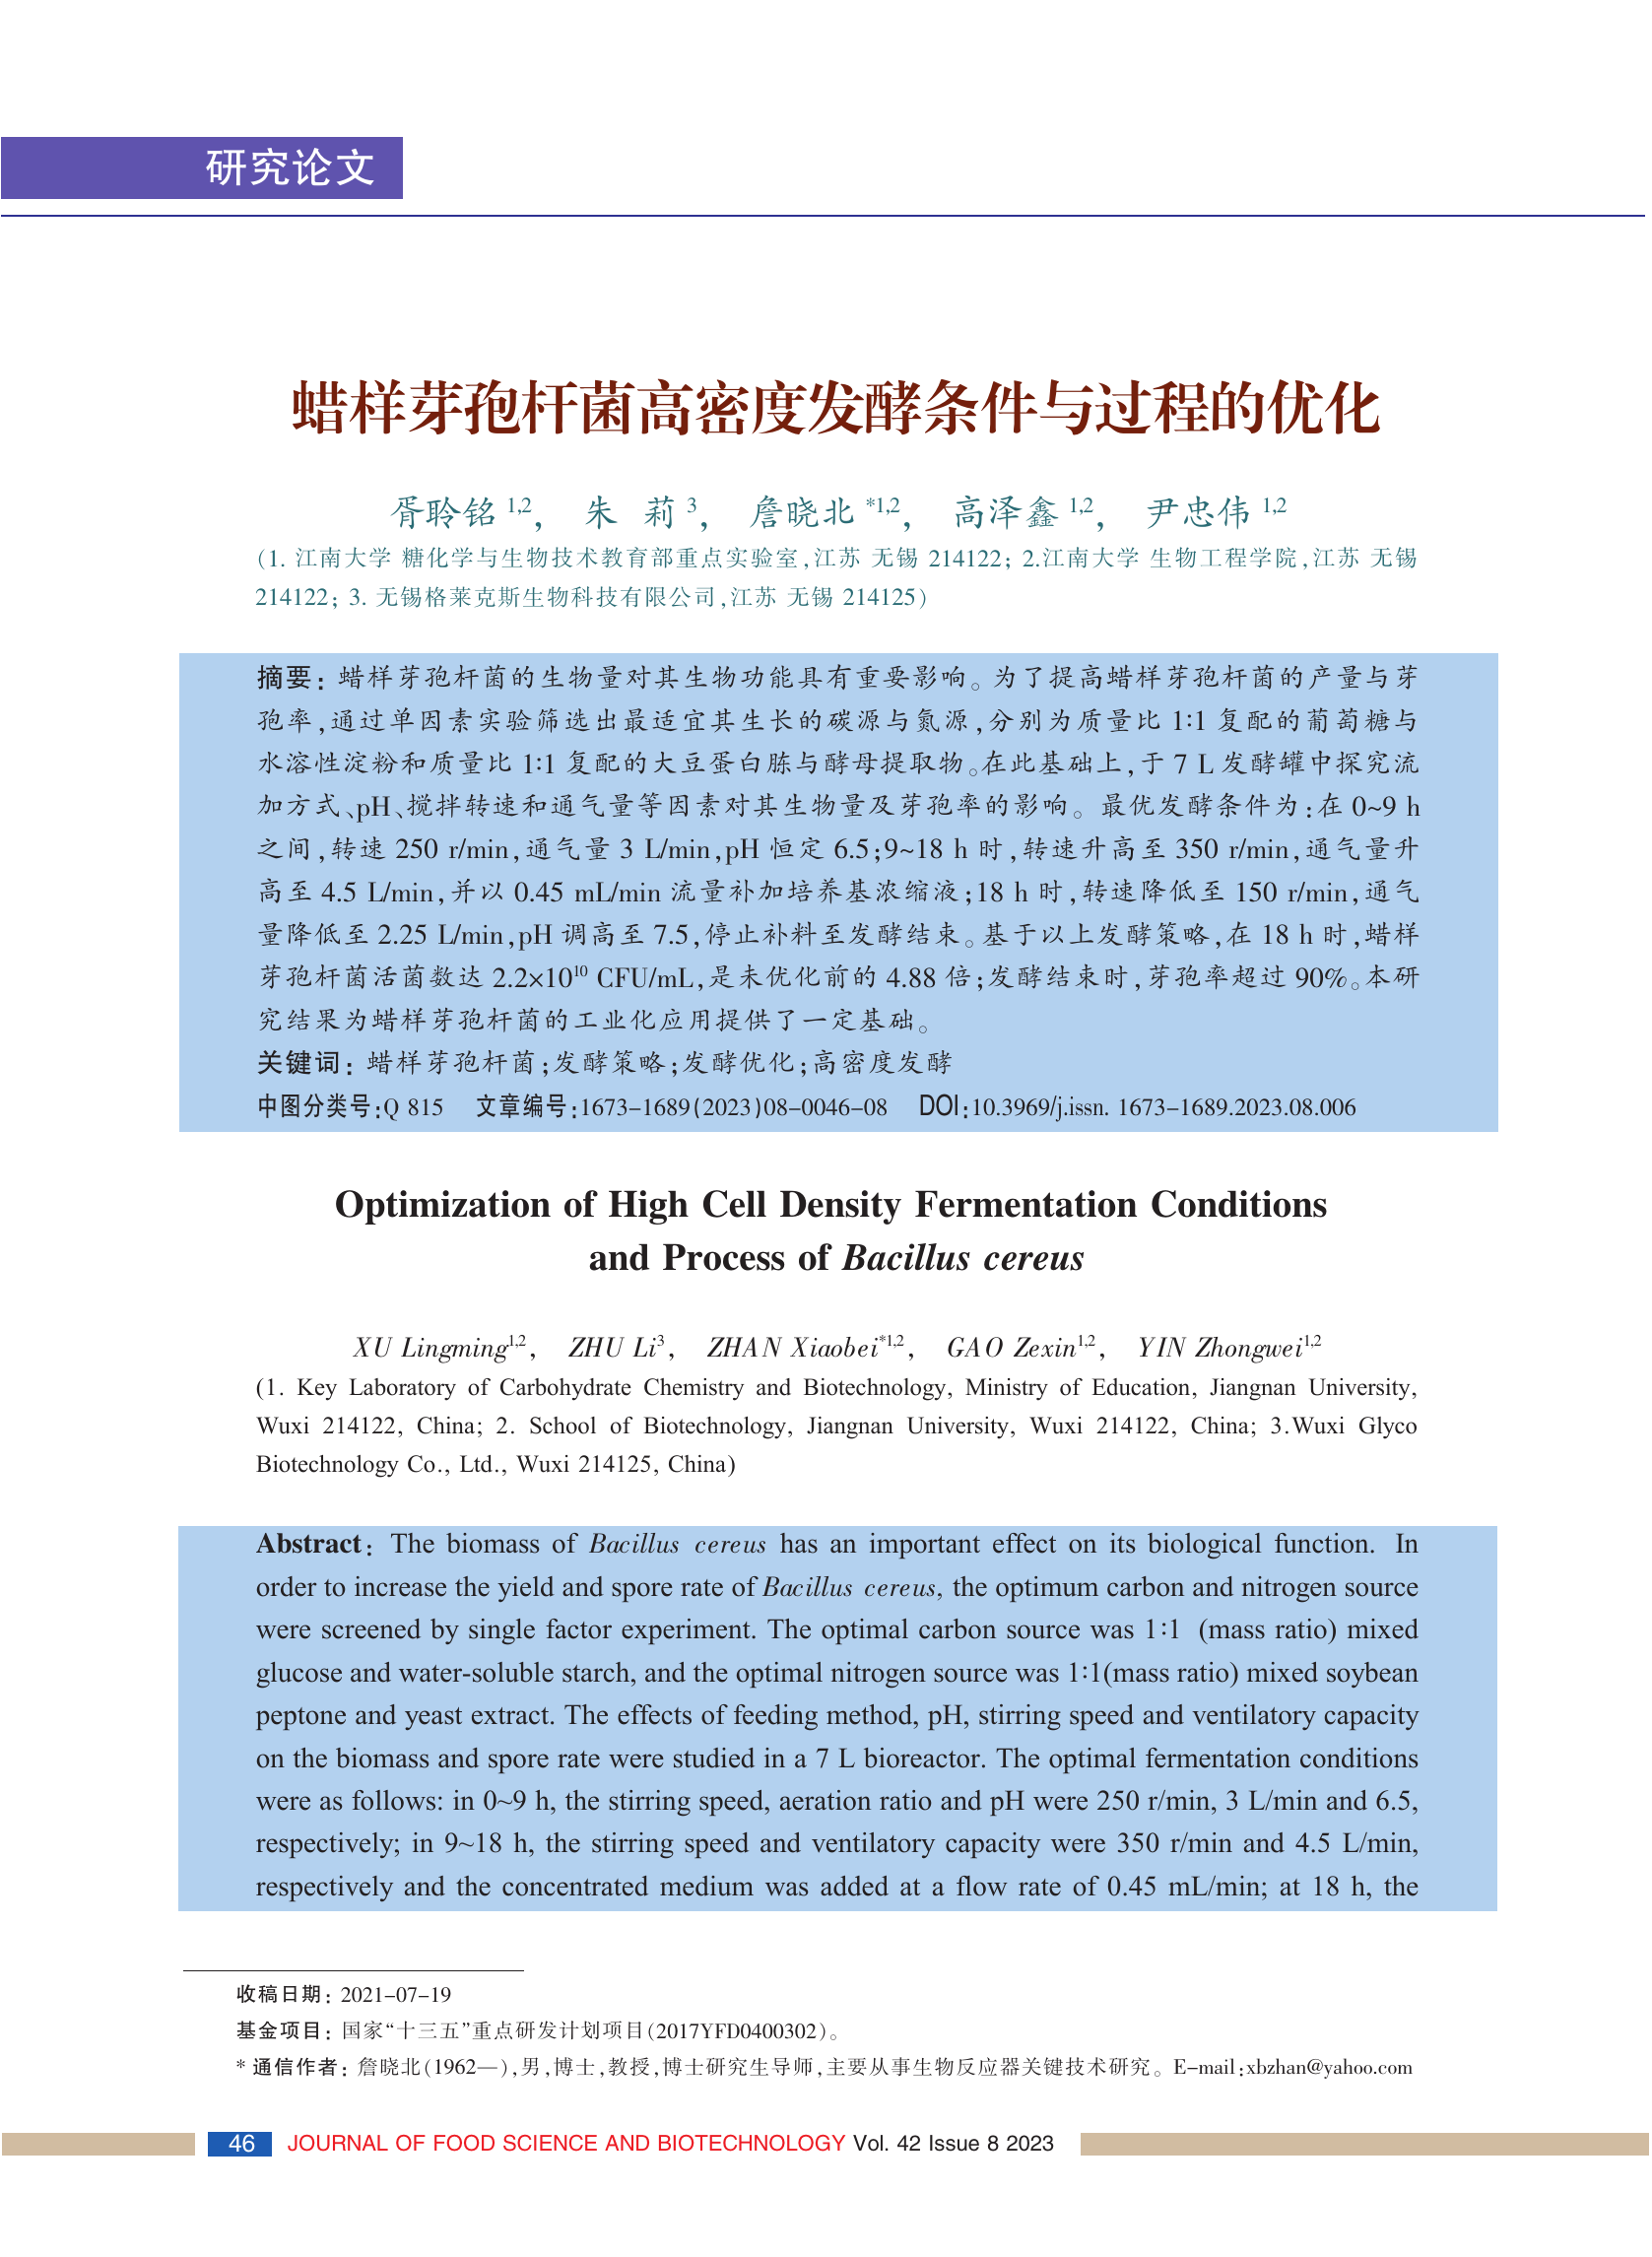 研究论文
蜡样芽孢杆菌高密度发酵条件与过程的优化
胥聆铭 1,2， 朱 莉 3， 詹晓北 *1,2， 高泽鑫 1,2， 尹忠伟 1,2
(1. 江南大学 糖化学与生物技术教育部重点实验室,江苏 无锡 214122; 2.江南大学 生物工程学院,江苏 无锡
214122; 3. 无锡格莱克斯生物科技有限公司,江苏 无锡 214125)
摘要: 蜡样芽孢杆菌的生物量对其生物功能具有重要影响。为了提高蜡样芽孢杆菌的产量与芽
孢率,通过单因素实验筛选出最适宜其生长的碳源与氮源,分别为质量比 1∶1 复配的葡萄糖与
水溶性淀粉和质量比 1∶1 复配的大豆蛋白胨与酵母提取物。在此基础上,于 7 L 发酵罐中探究流
加方式、pH、搅拌转速和通气量等因素对其生物量及芽孢率的影响。最优发酵条件为:在 0~9 h
之间,转速 250 r/min,通气量 3 L/min,pH 恒定 6.5;9~18 h 时,转速升高至 350 r/min,通气量升
高至 4.5 L/min,并以 0.45 mL/min 流量补加培养基浓缩液;18 h 时,转速降低至 150 r/min,通气
量降低至 2.25 L/min,pH 调高至 7.5,停止补料至发酵结束。基于以上发酵策略,在 18 h 时,蜡样
芽孢杆菌活菌数达 2.2×10¹⁰ CFU/mL,是未优化前的 4.88 倍;发酵结束时,芽孢率超过 90%。本研
究结果为蜡样芽孢杆菌的工业化应用提供了一定基础。
关键词: 蜡样芽孢杆菌;发酵策略;发酵优化;高密度发酵
中图分类号:Q 815 文章编号:1673-1689(2023)08-0046-08 DOI:10.3969/j.issn. 1673-1689.2023.08.006
Optimization of High Cell Density Fermentation Conditions
and Process of Bacillus cereus
XU Lingming1,2, ZHU Li3, ZHAN Xiaobei*1,2, GAO Zexin1,2, YIN Zhongwei1,2
(1. Key Laboratory of Carbohydrate Chemistry and Biotechnology, Ministry of Education, Jiangnan University,
Wuxi 214122, China; 2. School of Biotechnology, Jiangnan University, Wuxi 214122, China; 3.Wuxi Glyco
Biotechnology Co., Ltd., Wuxi 214125, China)
Abstract: The biomass of Bacillus cereus has an important effect on its biological function. In
order to increase the yield and spore rate of Bacillus cereus, the optimum carbon and nitrogen source
were screened by single factor experiment. The optimal carbon source was 1∶1 (mass ratio) mixed
glucose and water-soluble starch, and the optimal nitrogen source was 1∶1(mass ratio) mixed soybean
peptone and yeast extract. The effects of feeding method, pH, stirring speed and ventilatory capacity
on the biomass and spore rate were studied in a 7 L bioreactor. The optimal fermentation conditions
were as follows: in 0~9 h, the stirring speed, aeration ratio and pH were 250 r/min, 3 L/min and 6.5,
respectively; in 9~18 h, the stirring speed and ventilatory capacity were 350 r/min and 4.5 L/min,
respectively and the concentrated medium was added at a flow rate of 0.45 mL/min; at 18 h, the
收稿日期: 2021-07-19
基金项目: 国家“十三五”重点研发计划项目(2017YFD0400302)。
* 通信作者: 詹晓北(1962—),男,博士,教授,博士研究生导师,主要从事生物反应器关键技术研究。E-mail:xbzhan@yahoo.com
46 JOURNAL OF FOOD SCIENCE AND BIOTECHNOLOGY Vol. 42 Issue 8 2023